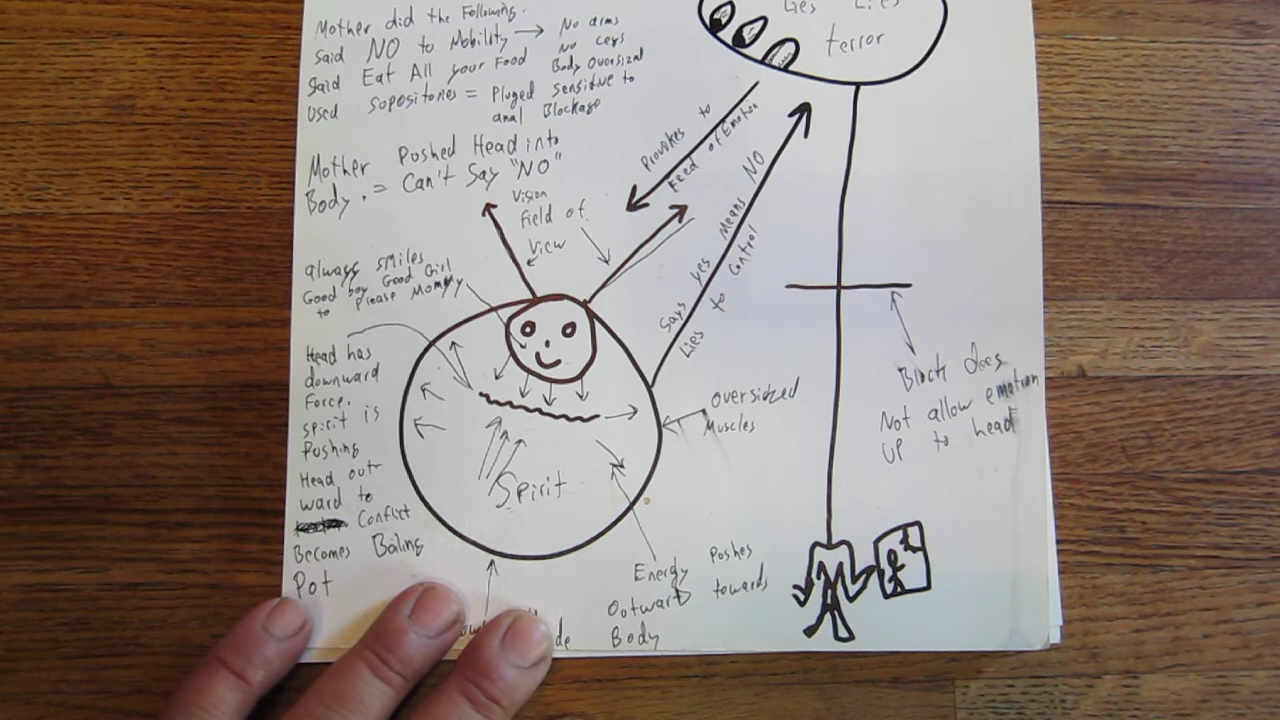 Mother did the Following.
Said NO to Mobility → No arms
No Legs
Said Eat All your Food Body Oversized
Used Sopositories = Pluged sensitive to
anal Blockage
Mother Pushed Head into
Body. = Can't Say "NO"
Lies Lies
terror
Provokes to
Feed of Emotion
Says yes Means NO
Lies to Control
Vision
Field of
View
always smiles
Good boy Good Girl
to Please Mommy
Head has
downward
Force.
spirit is
Pushing
Head out-
ward to
Conflict
Becomes Boiling
Pot
Spirit
oversized
Muscles
Block does
Not allow emotion
UP to head
Energy Poshes
Outward towards
Body